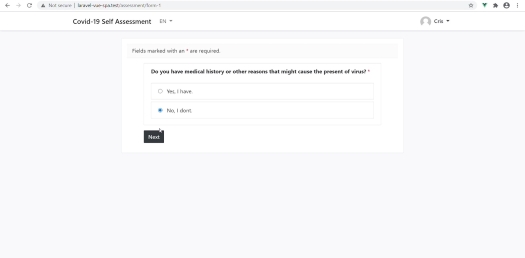 Not secure | laravel-vue-spa.test/assessment/form-1
Covid-19 Self Assessment EN Cris
Fields marked with an * are required.
Do you have medical history or other reasons that might cause the present of virus? *
Yes, I have.
No, I dont.
Next